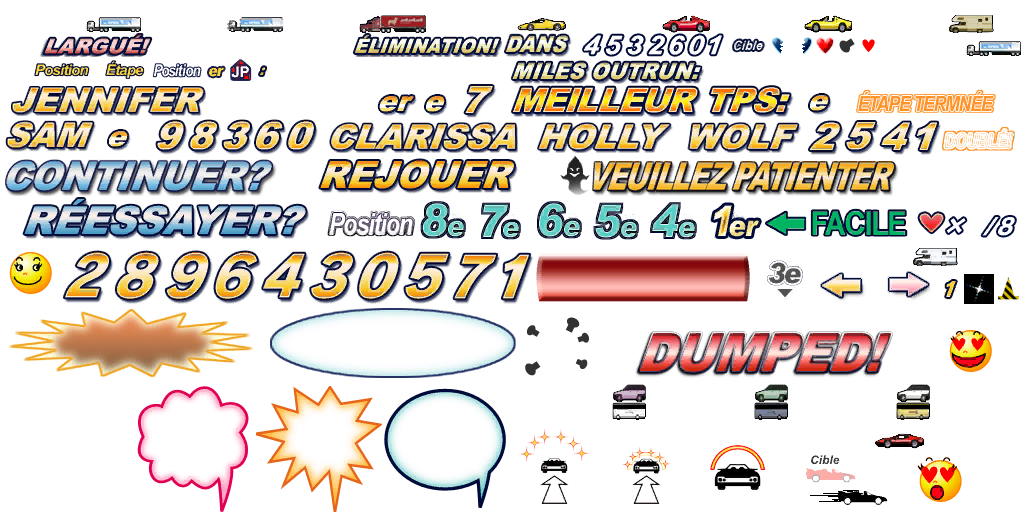 LARGUÉ!
ÉLIMINATION! DANS 4532601 Cible
Position Étape Position er JP e
MILES OUTRUN:
JENNIFER er e 7 MEILLEUR TPS: e ÉTAPE TERMNÉE
SAM e 98360 CLARISSA HOLLY WOLF 2541 DOUBLÉ!
CONTINUER? REJOUER VEUILLEZ PATIENTER
RÉESSAYER? Position 8e 7e 6e 5e 4e 1er FACILE x /8
2896430571 3e 1
DUMPED!
Cible